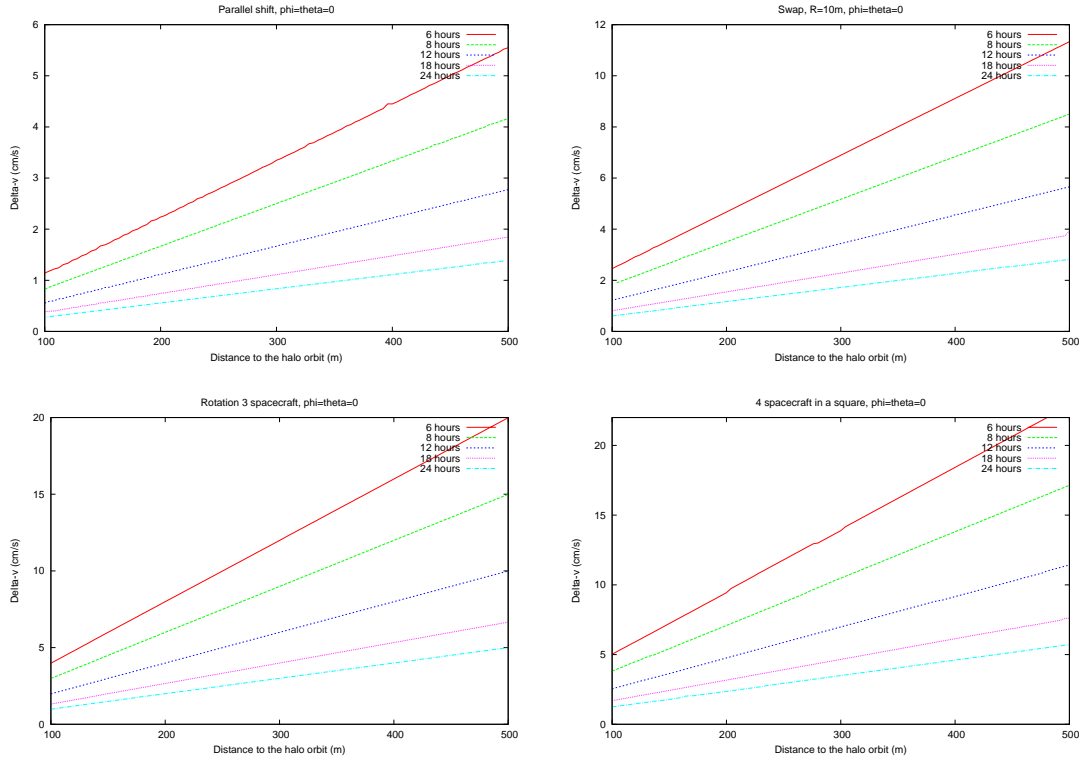 Parallel shift, phi=theta=0
6
5
4
3
2
1
0
100
200
300
400
500
Delta-v (cm/s)
Distance to the halo orbit (m)
6 hours
8 hours
12 hours
18 hours
24 hours
Swap, R=10m, phi=theta=0
12
10
8
6
4
2
0
100
200
300
400
500
Delta-v (cm/s)
Distance to the halo orbit (m)
6 hours
8 hours
12 hours
18 hours
24 hours
Rotation 3 spacecraft, phi=theta=0
20
15
10
5
0
100
200
300
400
500
Delta-v (cm/s)
Distance to the halo orbit (m)
6 hours
8 hours
12 hours
18 hours
24 hours
4 spacecraft in a square, phi=theta=0
20
15
10
5
0
100
200
300
400
500
Delta-v (cm/s)
Distance to the halo orbit (m)
6 hours
8 hours
12 hours
18 hours
24 hours